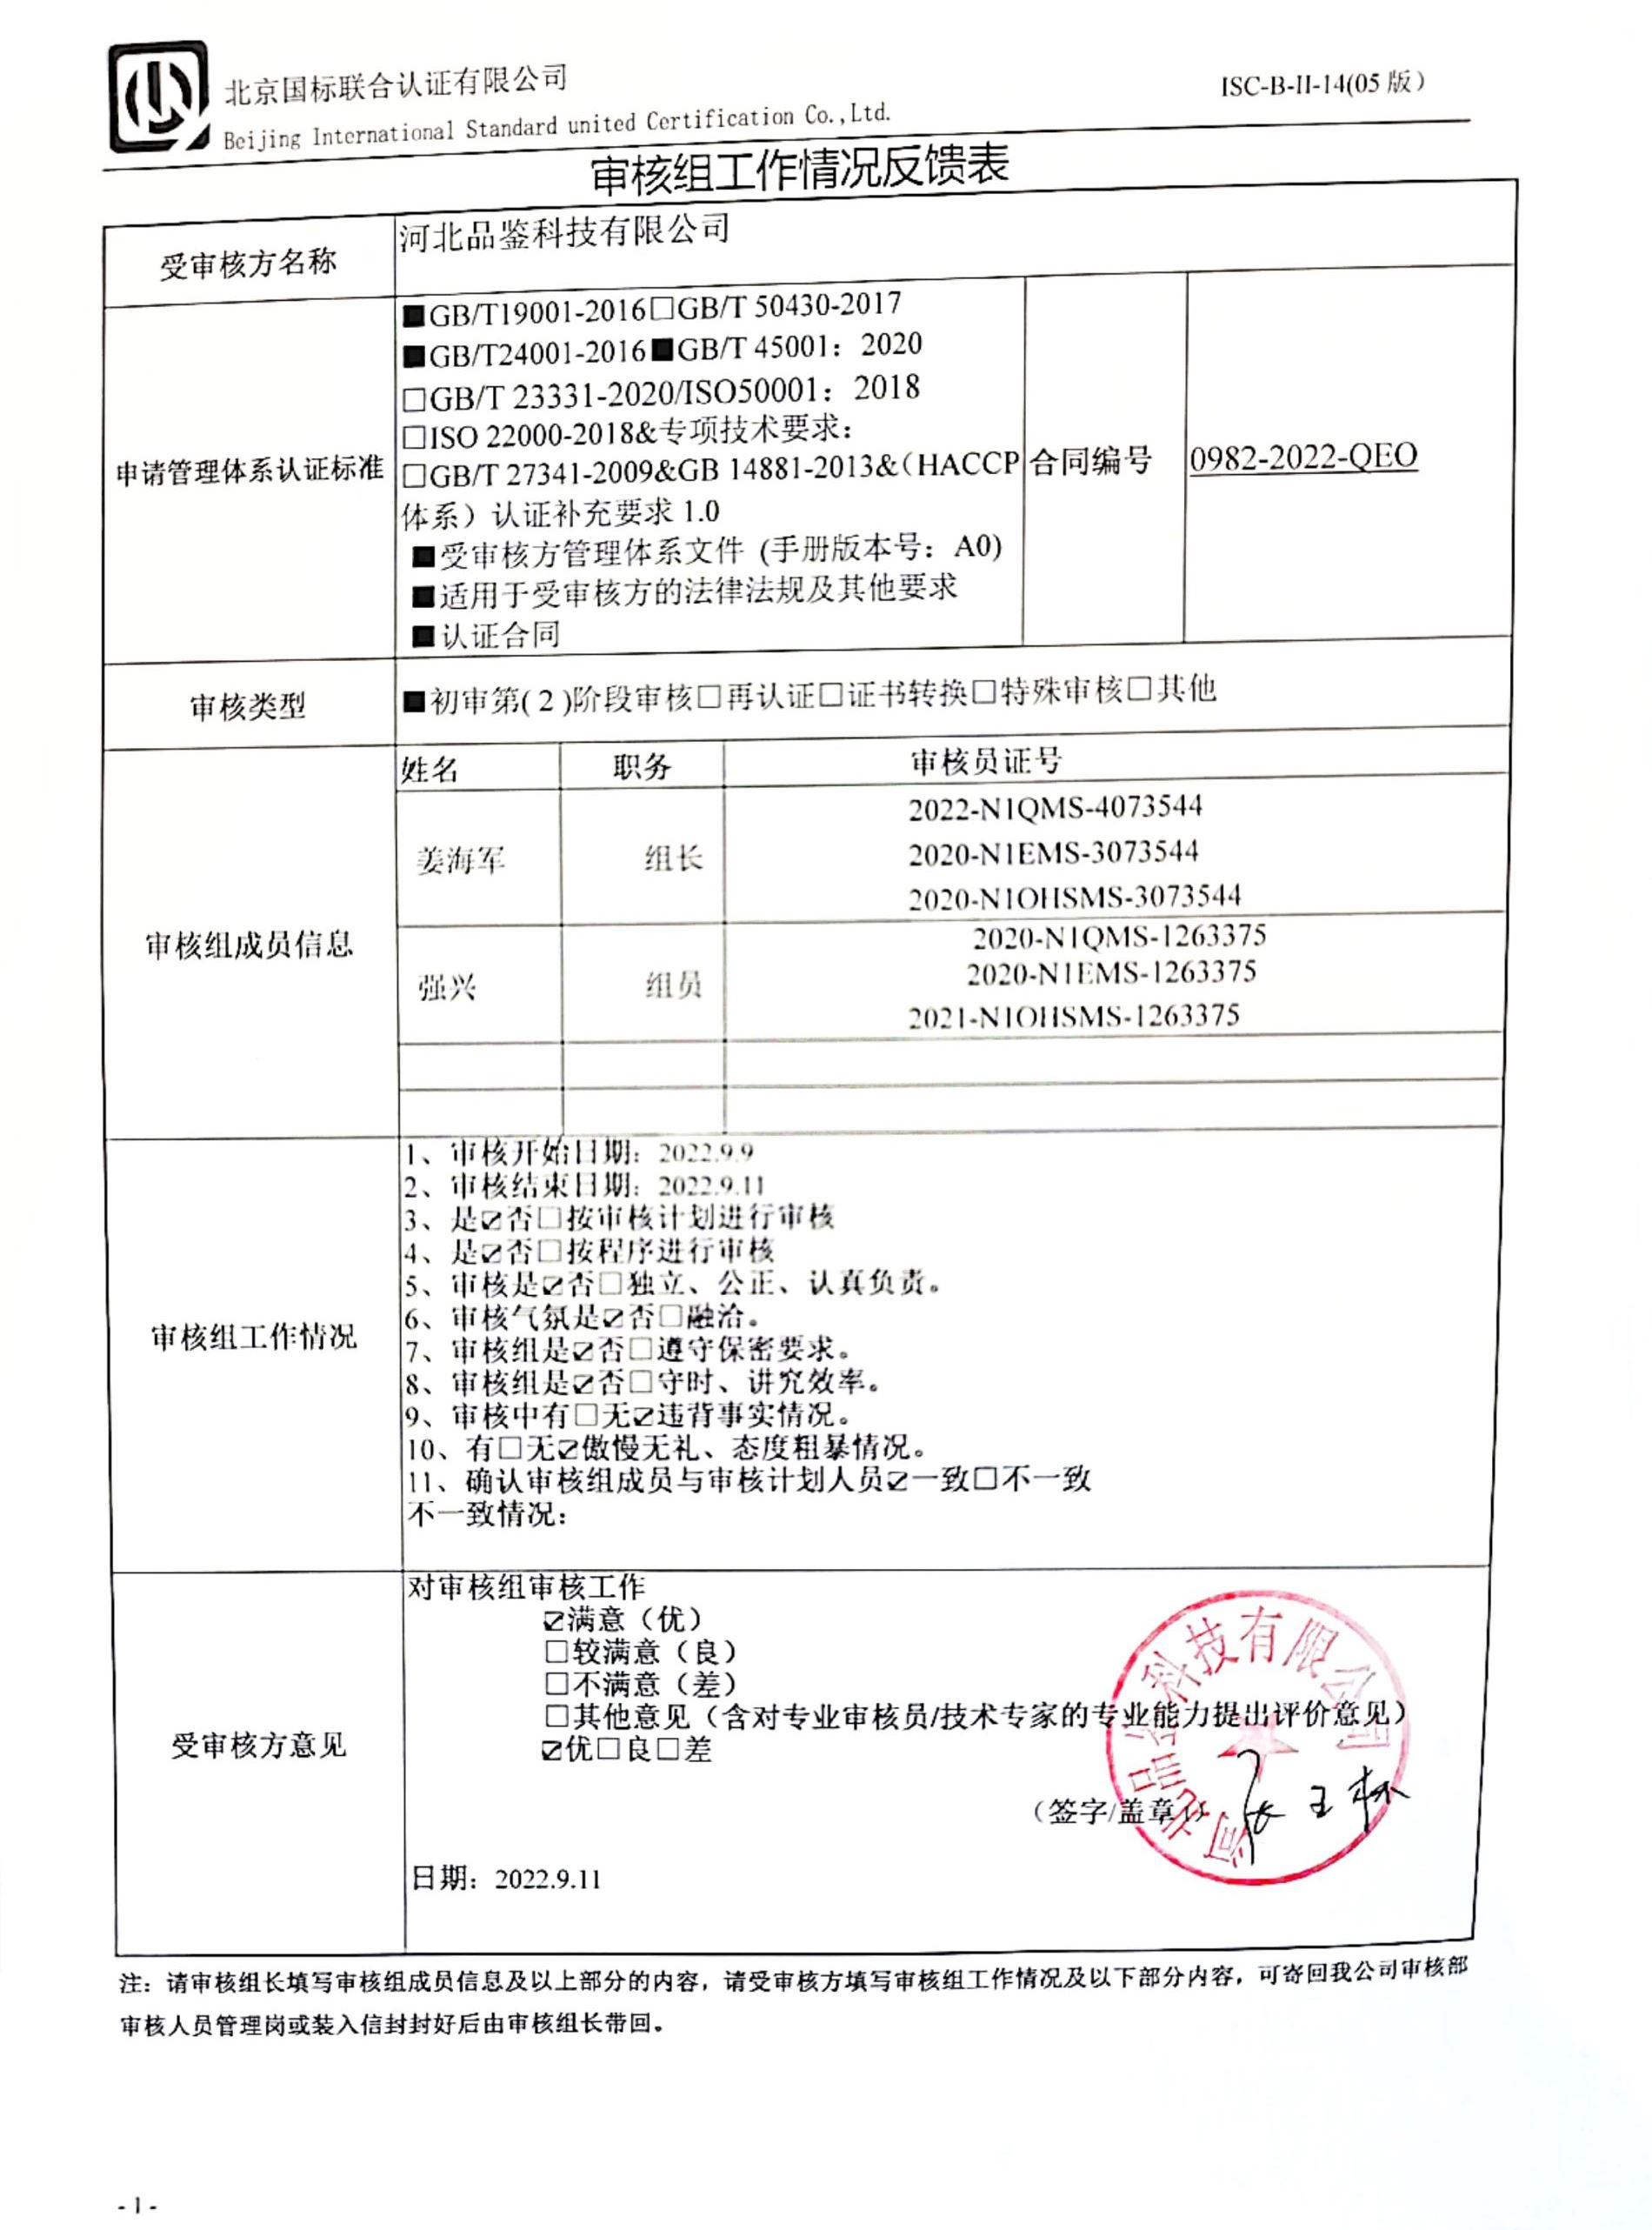 北京国标联合认证有限公司
ISC-B-II-14(05版)
Beijing International Standard united Certification Co.,Ltd.
审核组工作情况反馈表
受审核方名称
河北品鉴科技有限公司
申请管理体系认证标准
■GB/T19001-2016□GB/T 50430-2017
■GB/T24001-2016■GB/T 45001：2020
□GB/T 23331-2020/ISO50001：2018
□ISO 22000-2018&专项技术要求：
□GB/T 27341-2009&GB 14881-2013&（HACCP
体系）认证补充要求 1.0
■受审核方管理体系文件 (手册版本号：A0)
■适用于受审核方的法律法规及其他要求
■认证合同
合同编号
0982-2022-QEO
审核类型
■初审第( 2 )阶段审核□再认证□证书转换□特殊审核□其他
审核组成员信息
姓名 职务 审核员证号
姜海军 组长
2022-N1QMS-4073544
2020-N1EMS-3073544
2020-N1OHSMS-3073544
强兴 组员
2020-N1QMS-1263375
2020-N1EMS-1263375
2021-N1OHSMS-1263375
审核组工作情况
1、审核开始日期：2022.9.9
2、审核结束日期：2022.9.11
3、是☑否□按审核计划进行审核
4、是☑否□按程序进行审核
5、审核是☑否□独立、公正、认真负责。
6、审核气氛是☑否□融洽。
7、审核组是☑否□遵守保密要求。
8、审核组是☑否□守时、讲究效率。
9、审核中有□无☑违背事实情况。
10、有□无☑傲慢无礼、态度粗暴情况。
11、确认审核组成员与审核计划人员☑一致□不一致
不一致情况：
受审核方意见
对审核组审核工作
☑满意（优）
□较满意（良）
□不满意（差）
□其他意见（含对专业审核员/技术专家的专业能力提出评价意见）
☑优□良□差
（签字/盖章）
河北品鉴科技有限公司
日期：2022.9.11
注：请审核组长填写审核组成员信息及以上部分的内容，请受审核方填写审核组工作情况及以下部分内容，可寄回我公司审核部
审核人员管理岗或装入信封封好后由审核组长带回。
- 1 -